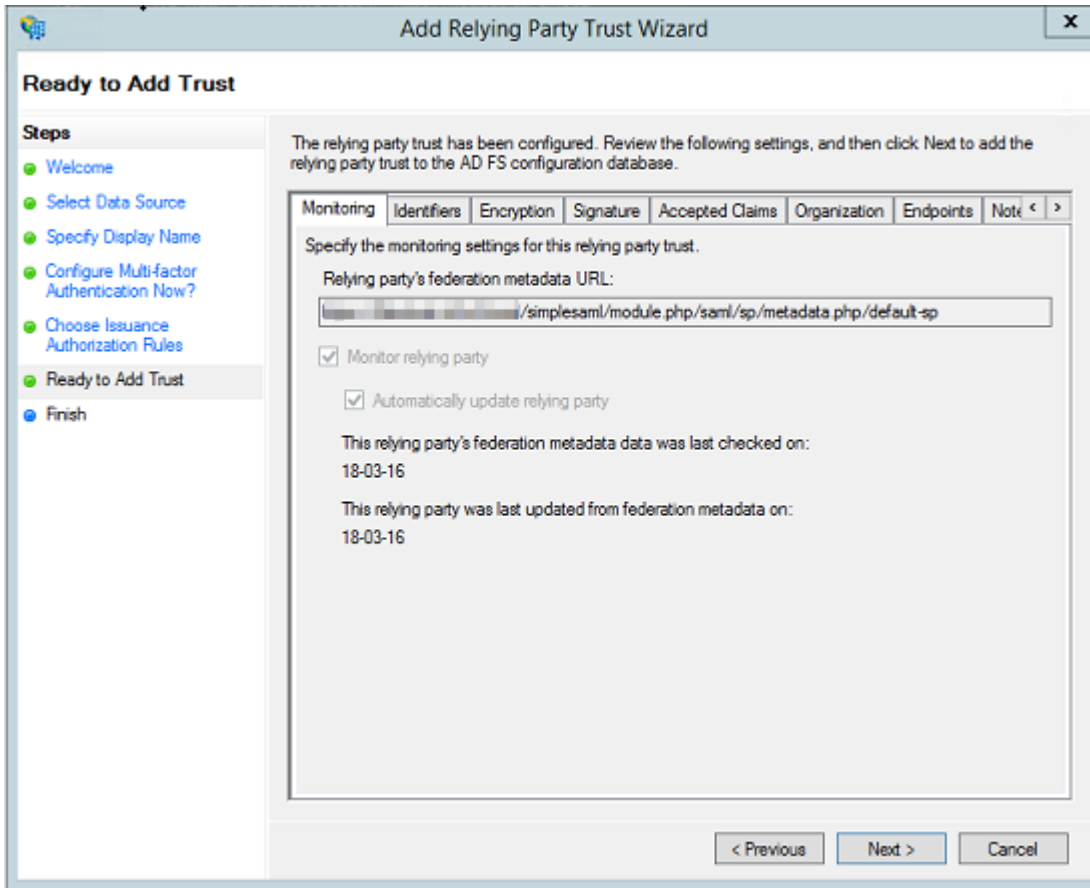 Add Relying Party Trust Wizard
x
Ready to Add Trust
Steps
Welcome
Select Data Source
Specify Display Name
Configure Multi-factor
Authentication Now?
Choose Issuance
Authorization Rules
Ready to Add Trust
Finish
The relying party trust has been configured. Review the following settings, and then click Next to add the
relying party trust to the AD FS configuration database.
Monitoring Identifiers Encryption Signature Accepted Claims Organization Endpoints Note < >
Specify the monitoring settings for this relying party trust.
Relying party's federation metadata URL:
/simplesaml/module.php/saml/sp/metadata.php/default-sp
Monitor relying party
Automatically update relying party
This relying party's federation metadata data was last checked on:
18-03-16
This relying party was last updated from federation metadata on:
18-03-16
< Previous Next > Cancel